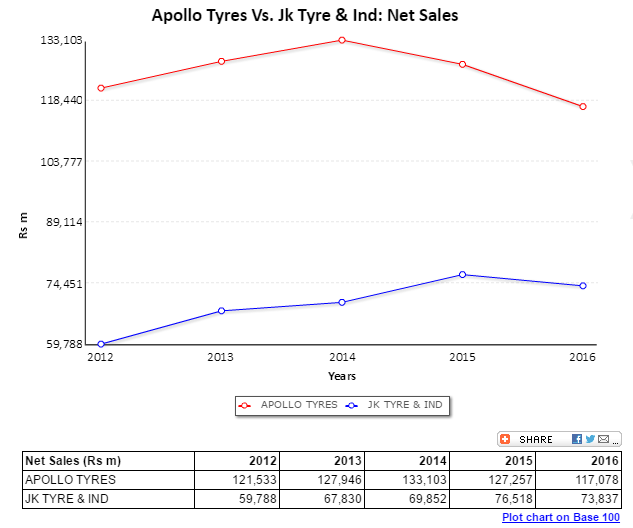 Apollo Tyres Vs. Jk Tyre & Ind: Net Sales
133,103
118,440
103,777
89,114
74,451
59,788
Rs m
2012 2013 2014 2015 2016
Years
APOLLO TYRES JK TYRE & IND
SHARE ...
Net Sales (Rs m) 2012 2013 2014 2015 2016
APOLLO TYRES 121,533 127,946 133,103 127,257 117,078
JK TYRE & IND 59,788 67,830 69,852 76,518 73,837
Plot chart on Base 100